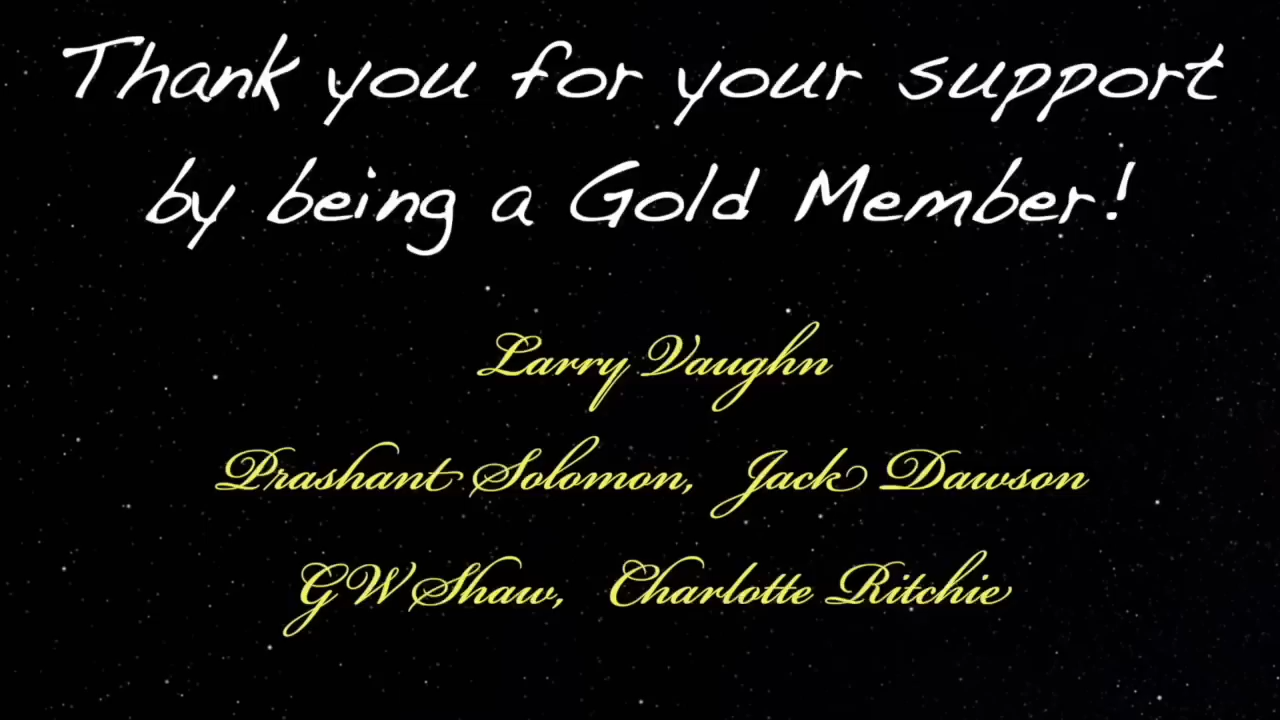 Thank you for your support
by being a Gold Member!
Larry Vaughn
Prashant Solomon, Jack Dawson
GW Shaw, Charlotte Ritchie